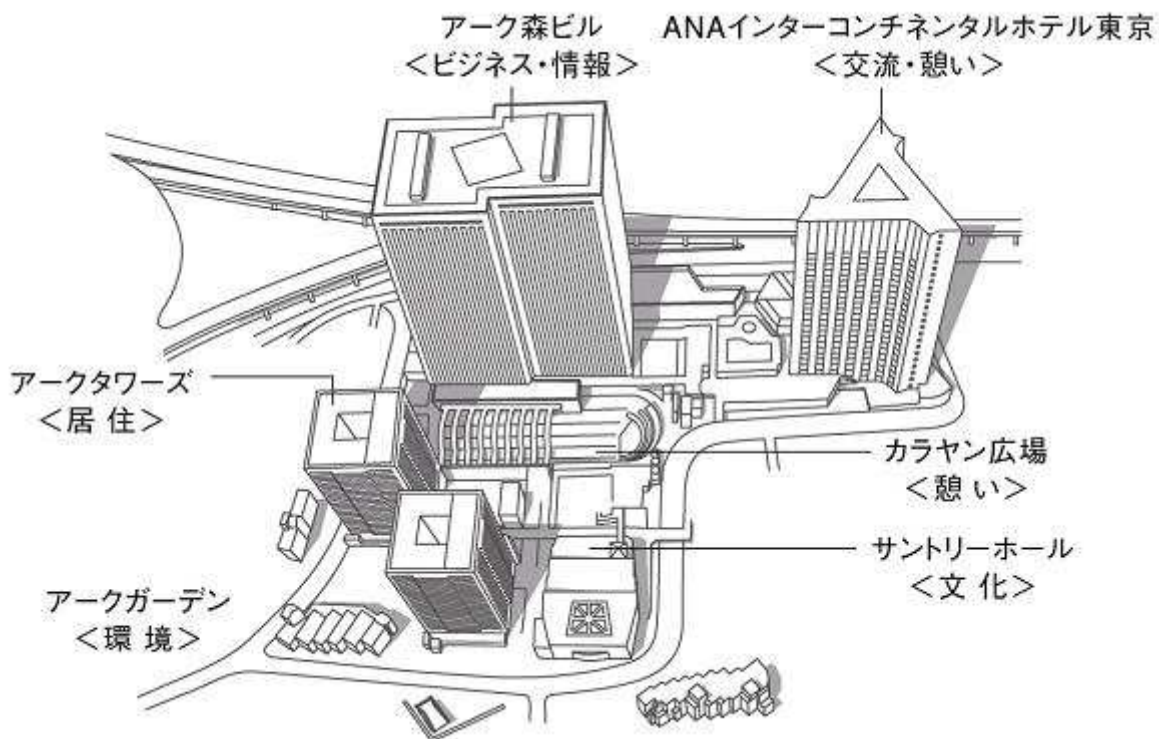 アーク森ビル
＜ビジネス・情報＞
ANAインターコンチネンタルホテル東京
＜交流・憩い＞
アークタワーズ
＜居 住＞
カラヤン広場
＜憩 い＞
サントリーホール
＜文 化＞
アークガーデン
＜環 境＞